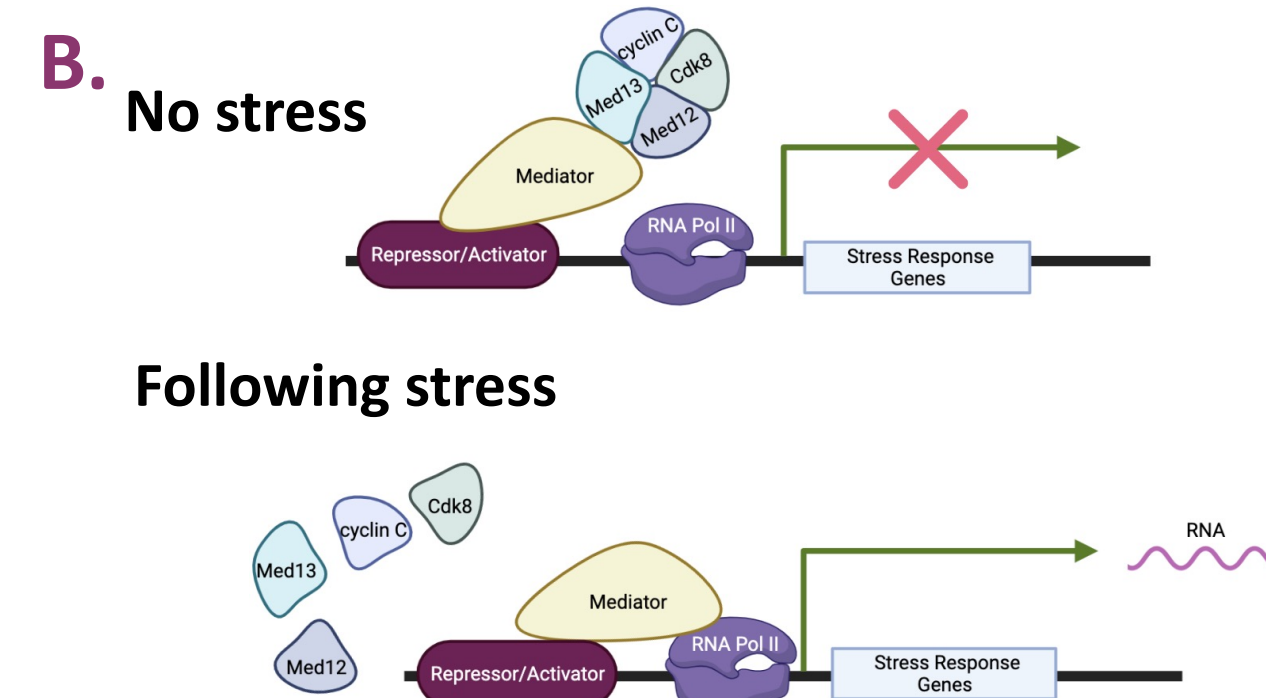 B.
No stress
cyclin C
Cdk8
Med13
Med12
Mediator
RNA Pol II
Repressor/Activator
Stress Response
Genes
Following stress
Cdk8
cyclin C
RNA
Med13
Mediator
RNA Pol II
Med12
Repressor/Activator
Stress Response
Genes